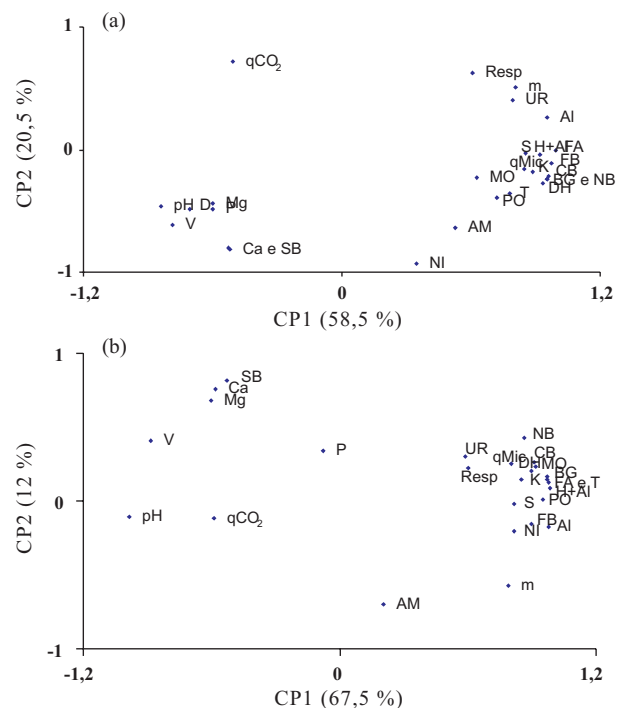 (a)
1
qCO₂
Resp
m
UR
Al
CP2 (20,5 %)
0
S H+Al FA
FB
qMic K CB
MO BG e NB
DH
T
PO
Mg
pH D P
V
AM
Ca e SB
NI
-1
-1,2 0 1,2
CP1 (58,5 %)
(b)
1
SB
Ca
Mg
NB
V
P
UR CB
qMic DH MO
Resp K BG
FA e T
H+Al
PO
CP2 (12 %)
0
S
pH qCO₂
FB Al
NI
m
AM
-1
-1,2 0 1,2
CP1 (67,5 %)